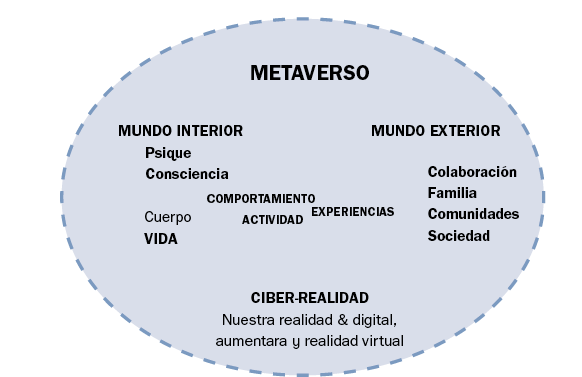 METAVERSO
MUNDO INTERIOR
Psique
Consciencia
Cuerpo
VIDA
COMPORTAMIENTO
ACTIVIDAD
EXPERIENCIAS
MUNDO EXTERIOR
Colaboración
Familia
Comunidades
Sociedad
CIBER-REALIDAD
Nuestra realidad & digital,
aumentara y realidad virtual